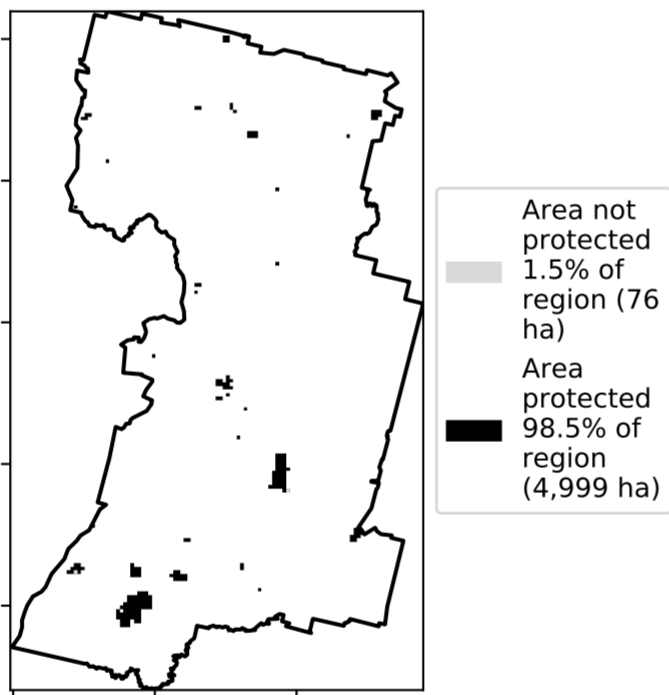 Area not
protected
1.5% of
region (76
ha)
Area
protected
98.5% of
region
(4,999 ha)